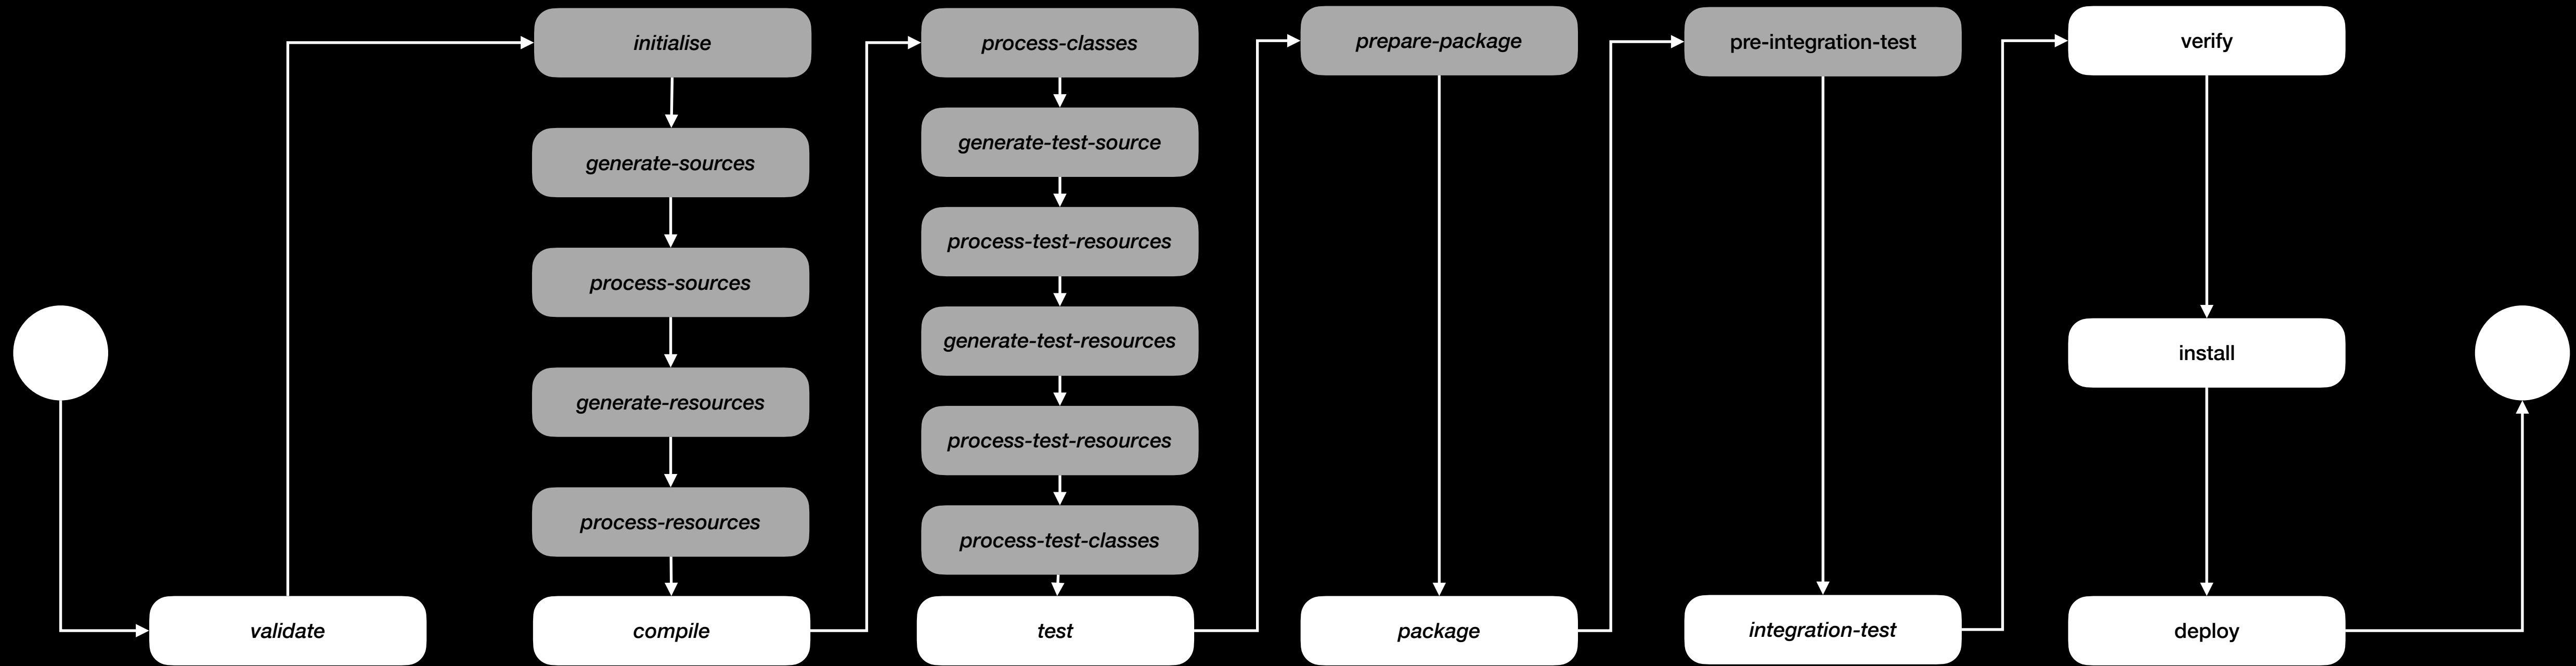 validate
initialise
generate-sources
process-sources
generate-resources
process-resources
compile
process-classes
generate-test-source
process-test-resources
generate-test-resources
process-test-resources
process-test-classes
test
prepare-package
package
pre-integration-test
integration-test
verify
install
deploy